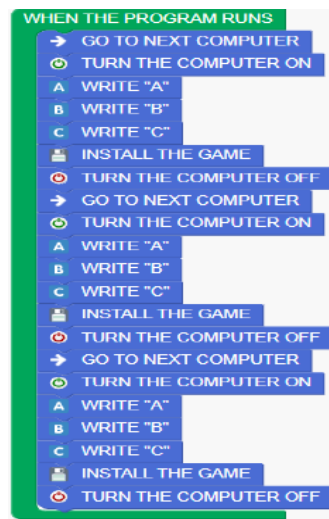 WHEN THE PROGRAM RUNS
GO TO NEXT COMPUTER
TURN THE COMPUTER ON
A WRITE "A"
B WRITE "B"
C WRITE "C"
INSTALL THE GAME
TURN THE COMPUTER OFF
GO TO NEXT COMPUTER
TURN THE COMPUTER ON
A WRITE "A"
B WRITE "B"
C WRITE "C"
INSTALL THE GAME
TURN THE COMPUTER OFF
GO TO NEXT COMPUTER
TURN THE COMPUTER ON
A WRITE "A"
B WRITE "B"
C WRITE "C"
INSTALL THE GAME
TURN THE COMPUTER OFF